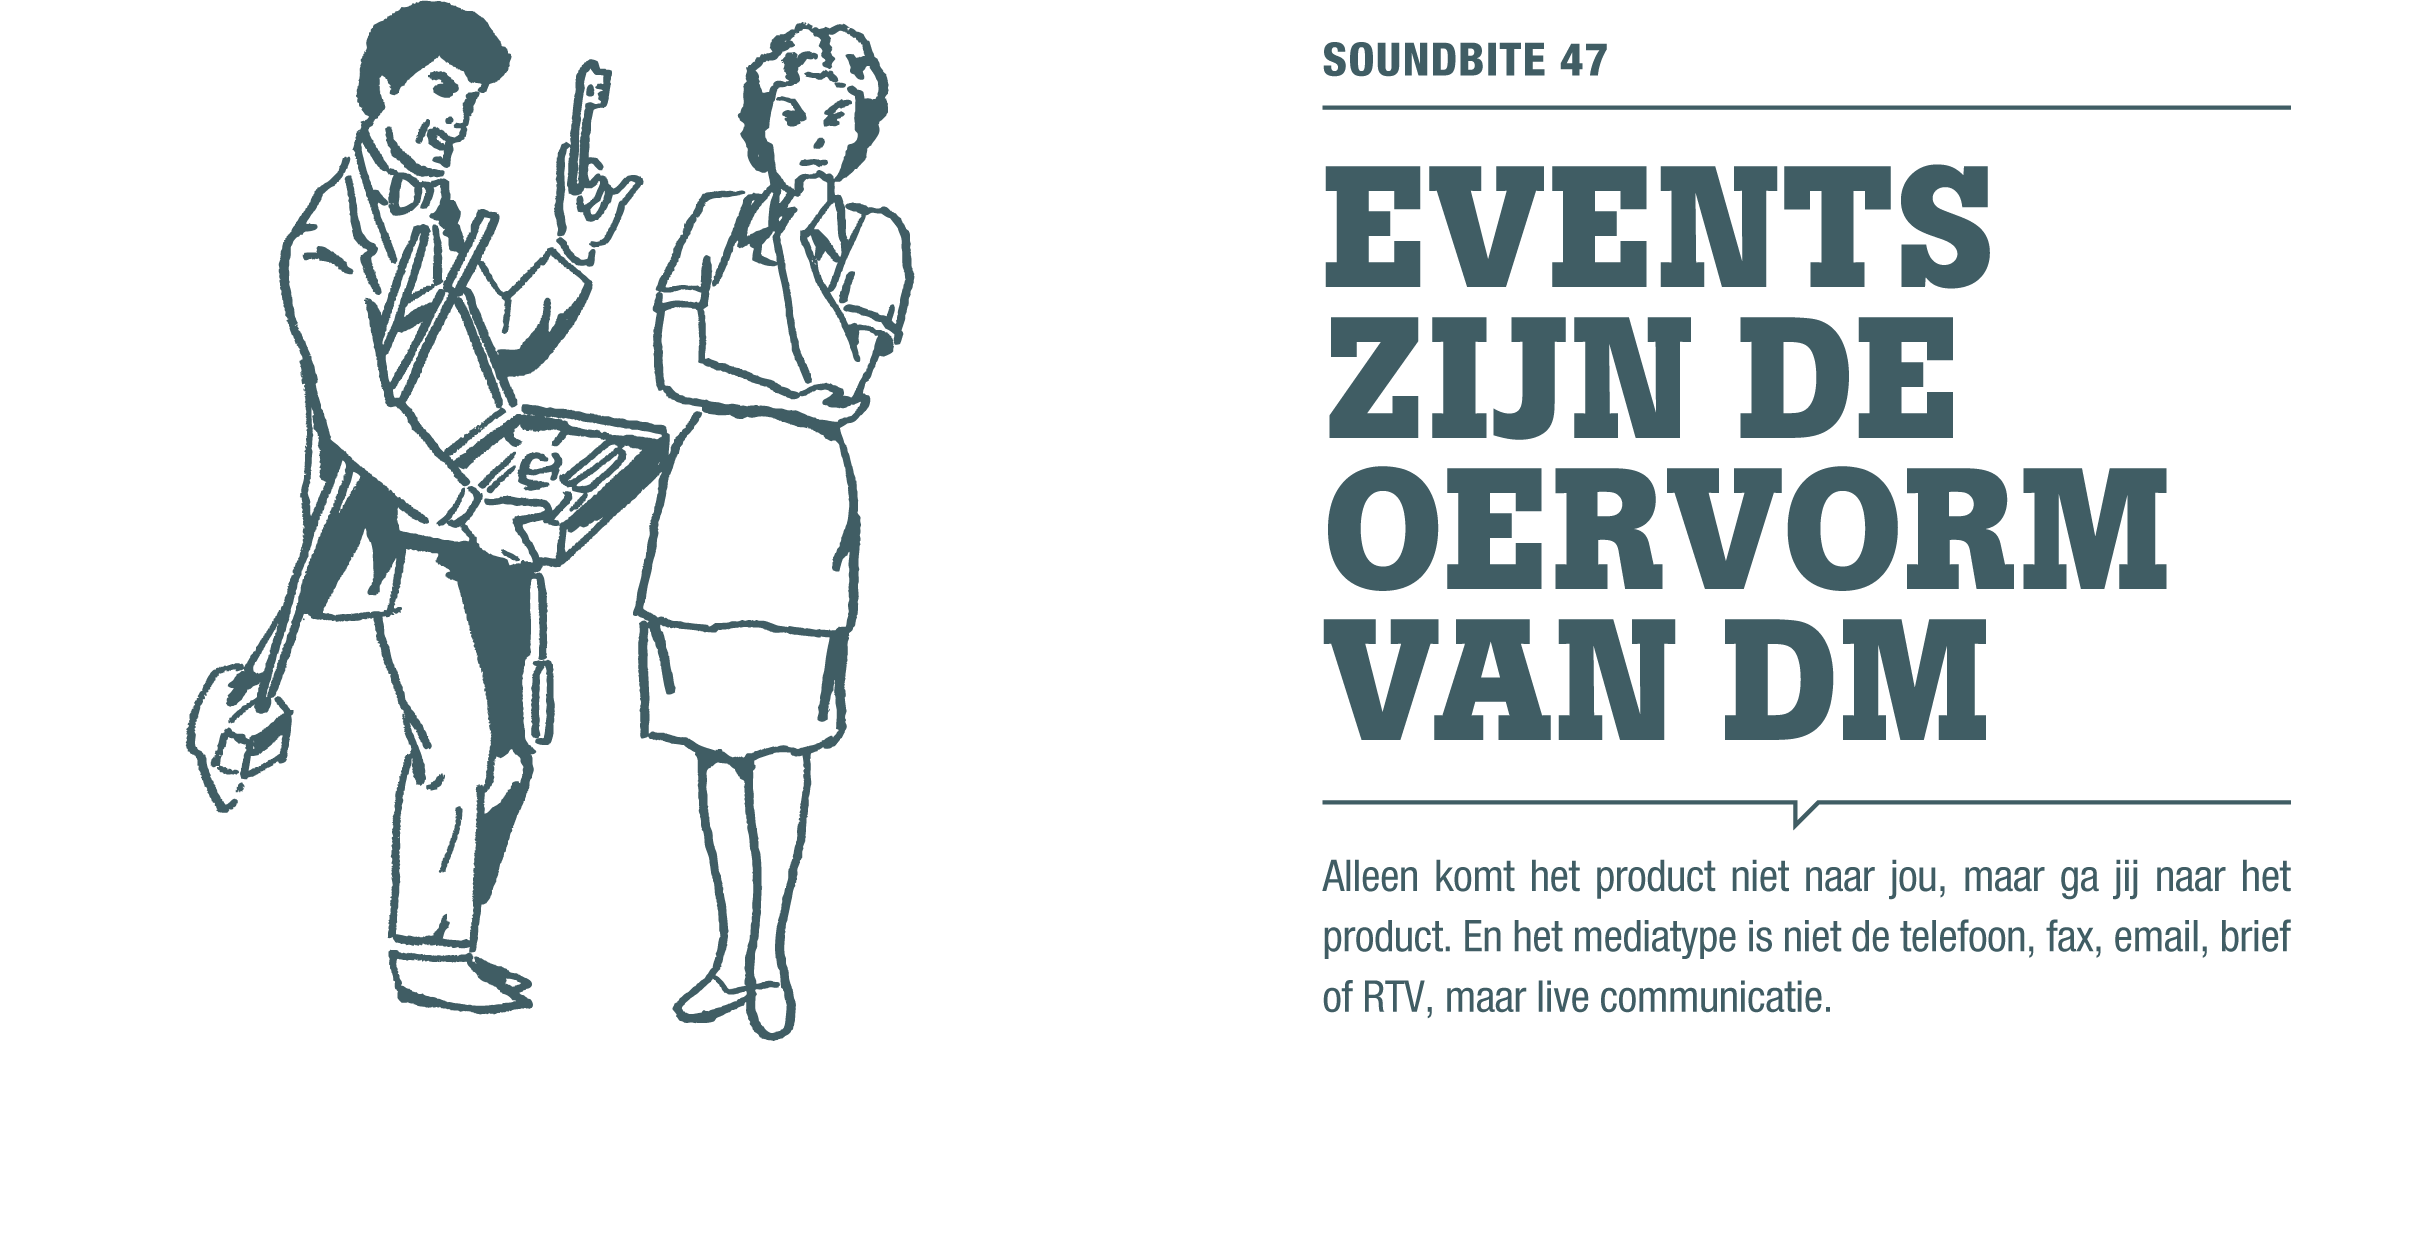 SOUNDBITE 47
EVENTS
ZIJN DE
OERVORM
VAN DM
Alleen komt het product niet naar jou, maar ga jij naar het
product. En het mediatype is niet de telefoon, fax, email, brief
of RTV, maar live communicatie.